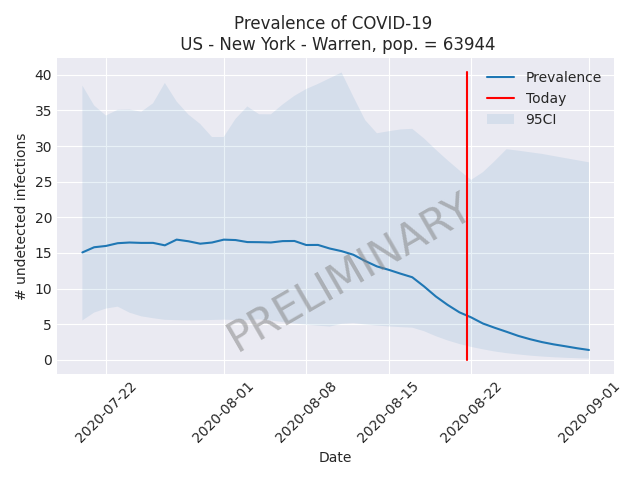 Prevalence of COVID-19
US - New York - Warren, pop. = 63944
Prevalence
Today
95CI
# undetected infections
40
35
30
25
20
15
10
5
0
PRELIMINARY
2020-07-22
2020-08-01
2020-08-08
2020-08-15
2020-08-22
2020-09-01
Date